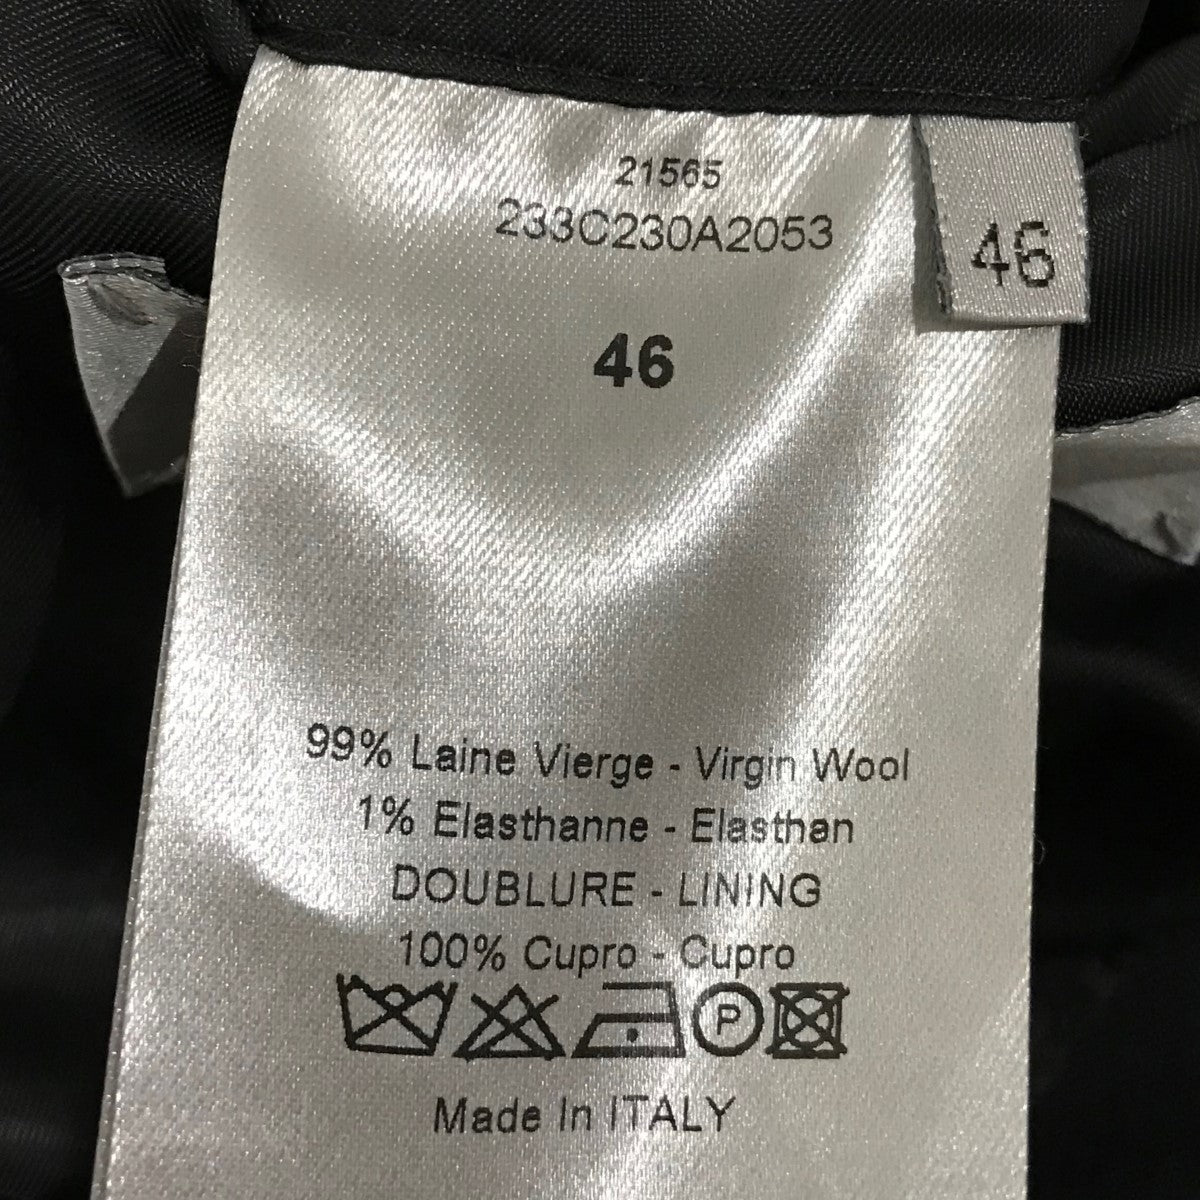 21565
233C230A2053
46
46
99% Laine Vierge - Virgin Wool
1% Elasthanne - Elasthan
DOUBLURE - LINING
100% Cupro - Cupro
P
Made In ITALY